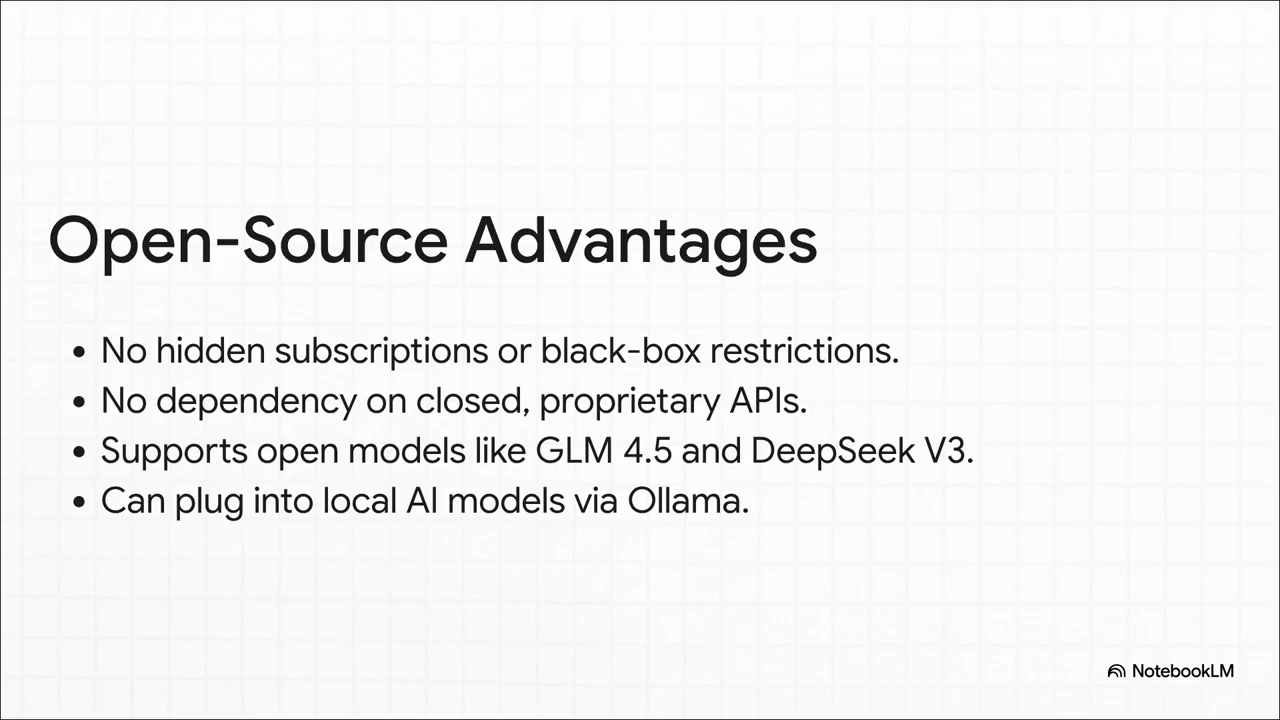 Open-Source Advantages
• No hidden subscriptions or black-box restrictions.
• No dependency on closed, proprietary APIs.
• Supports open models like GLM 4.5 and DeepSeek V3.
• Can plug into local AI models via Ollama.
NotebookLM